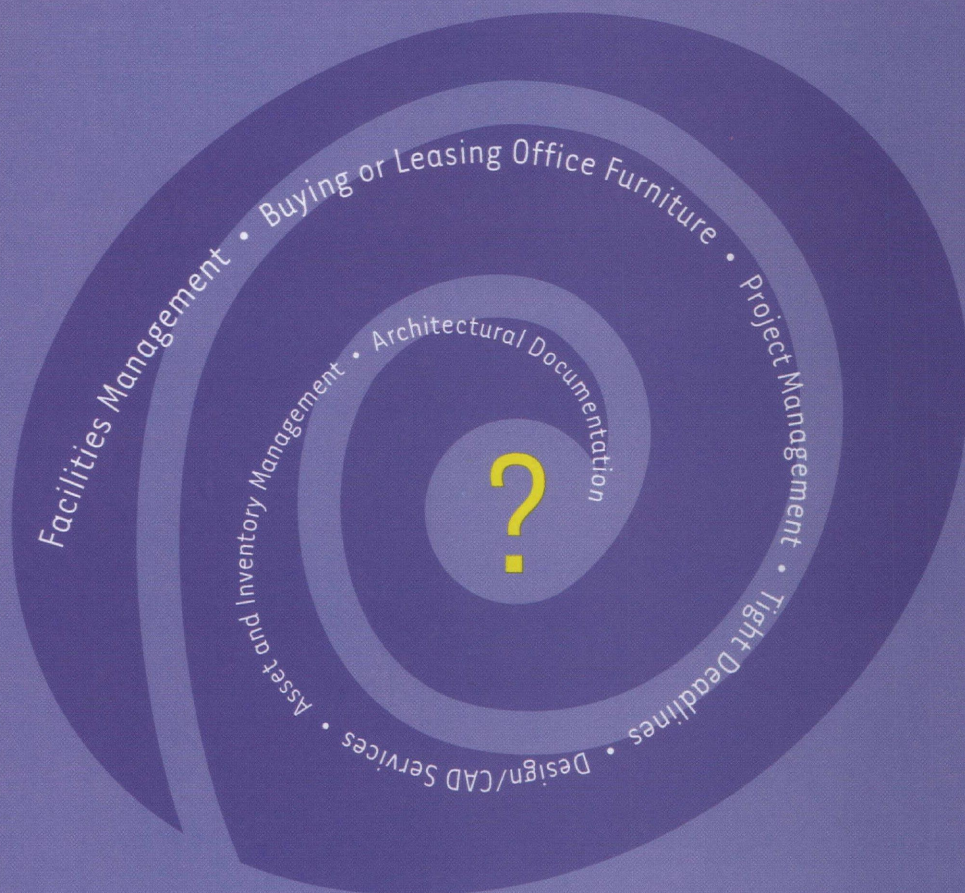 Facilities Management • Buying or Leasing Office Furniture • Project Management • Tight Deadlines • Design/CAD Services • Asset and Inventory Management • Architectural Documentation
?